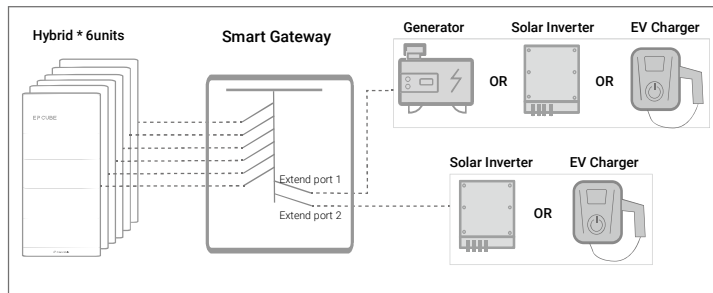 Hybrid * 6units
Smart Gateway
Generator
Solar Inverter
EV Charger
OR
OR
EP CUBE
Extend port 1
Extend port 2
Solar Inverter
EV Charger
OR